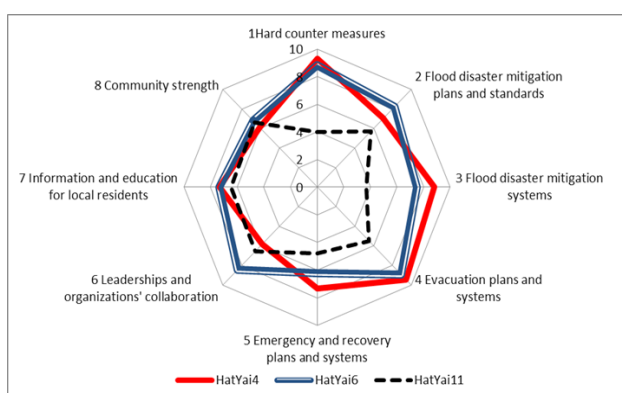 1Hard counter measures
10
8 Community strength
2 Flood disaster mitigation
plans and standards
8
6
4
2
0
7 Information and education
for local residents
3 Flood disaster mitigation
systems
6 Leaderships and
organizations' collaboration
4 Evacuation plans and
systems
5 Emergency and recovery
plans and systems
HatYai4
HatYai6
HatYai11